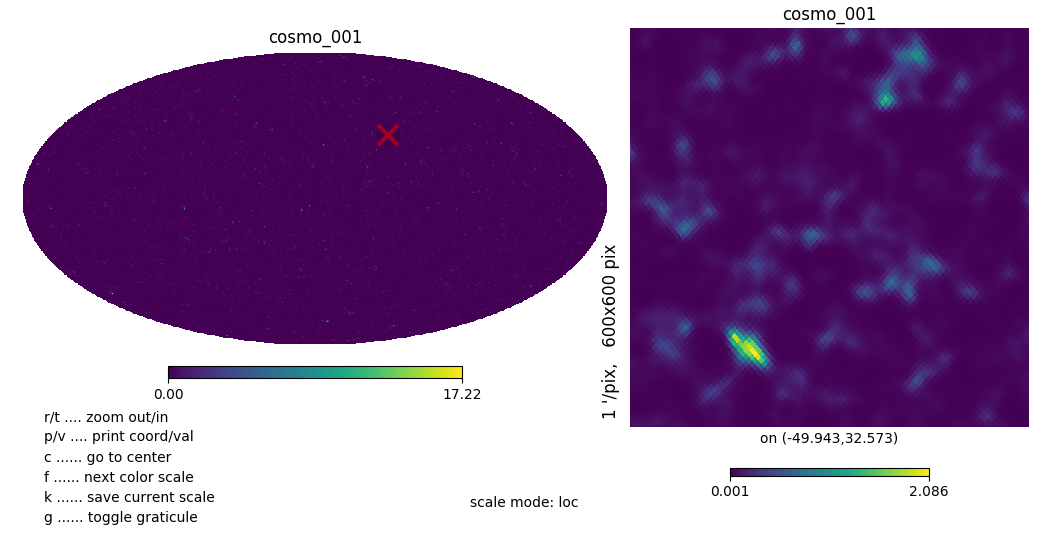 cosmo_001
0.00 17.22
r/t .... zoom out/in
p/v .... print coord/val
c ...... go to center
f ...... next color scale
k ...... save current scale
g ...... toggle graticule
scale mode: loc
cosmo_001
1 '/pix,   600x600 pix
on (-49.943,32.573)
0.001 2.086